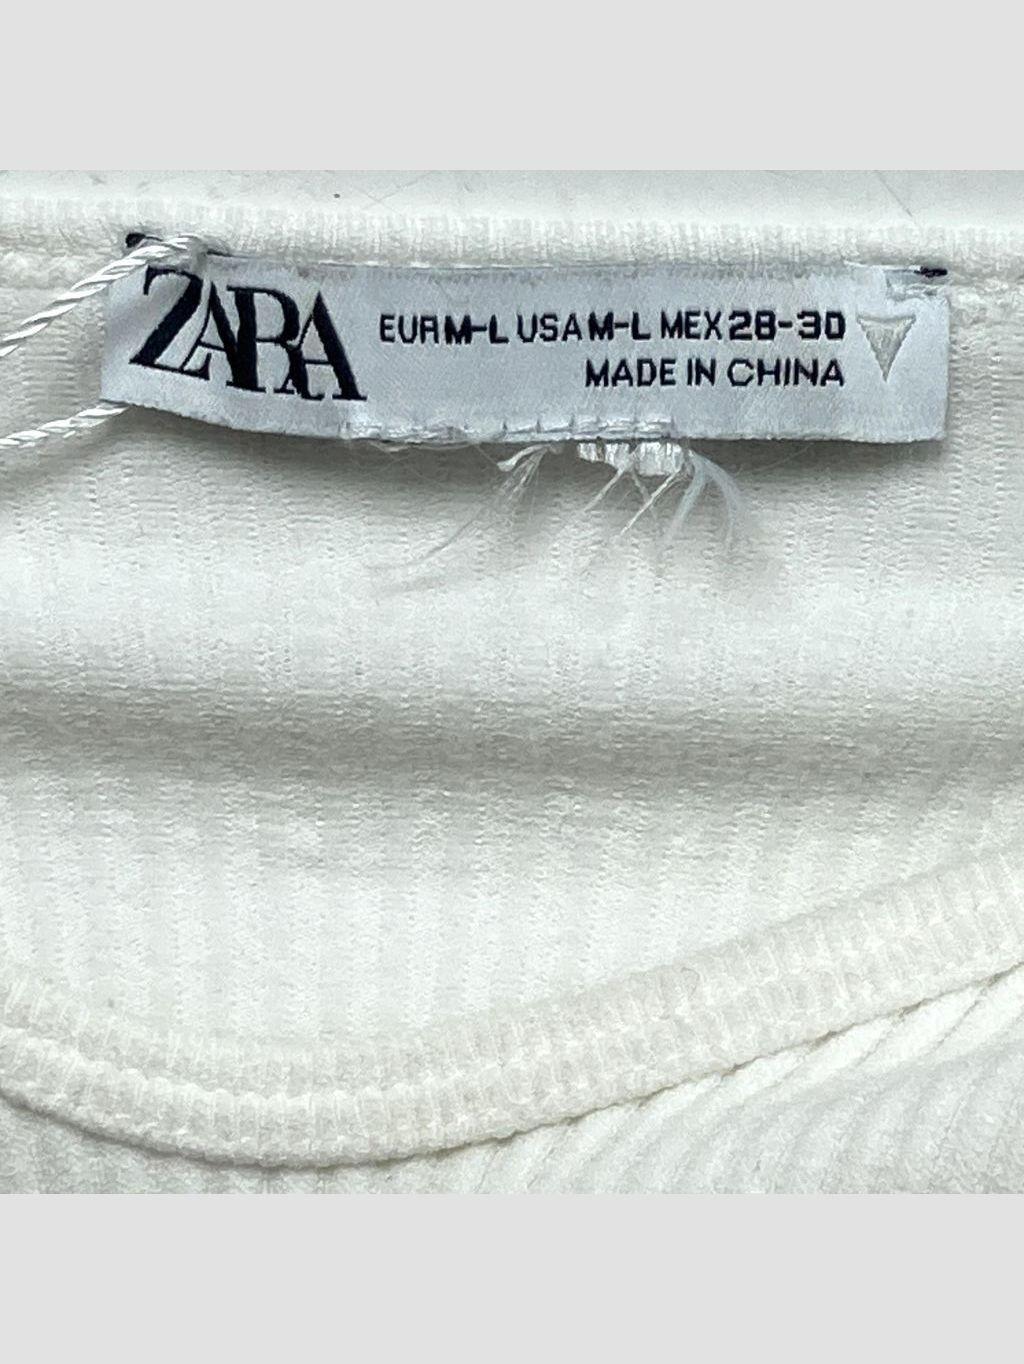 ZARA
EUR M-L USA M-L MEX 28-30
MADE IN CHINA